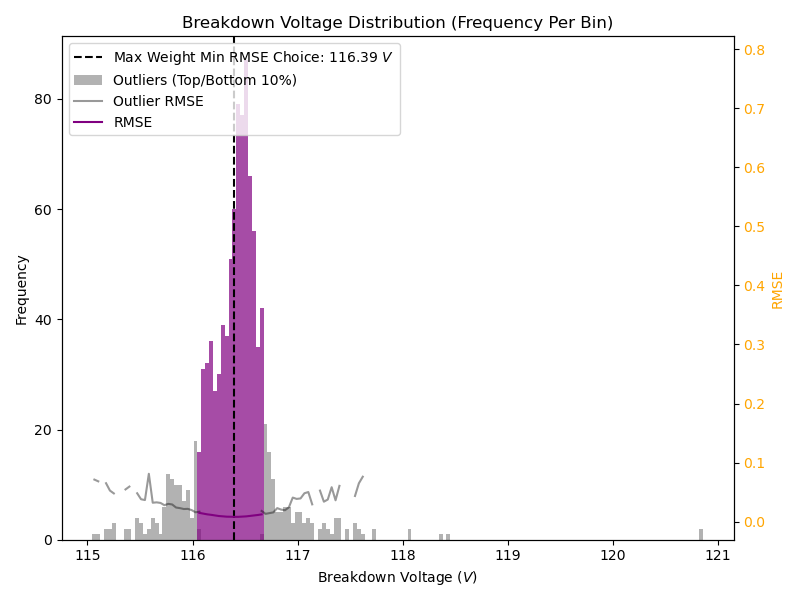 Breakdown Voltage Distribution (Frequency Per Bin)
Max Weight Min RMSE Choice: 116.39 V
Outliers (Top/Bottom 10%)
Outlier RMSE
RMSE
Frequency
80
60
40
20
0
0.8
0.7
0.6
0.5
0.4
0.3
0.2
0.1
0.0
RMSE
115 116 117 118 119 120 121
Breakdown Voltage (V)